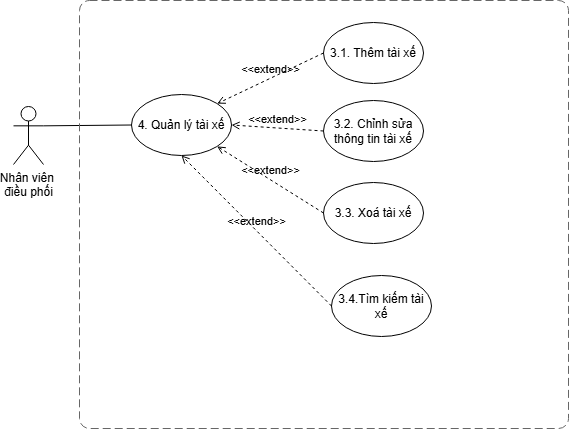 3.1. Thêm tài xế
<<extend>>
4. Quản lý tài xế
<<extend>>
3.2. Chỉnh sửa
thông tin tài xế
<<extend>>
Nhân viên
điều phối
3.3. Xoá tài xế
<<extend>>
3.4.Tìm kiếm tài
xế